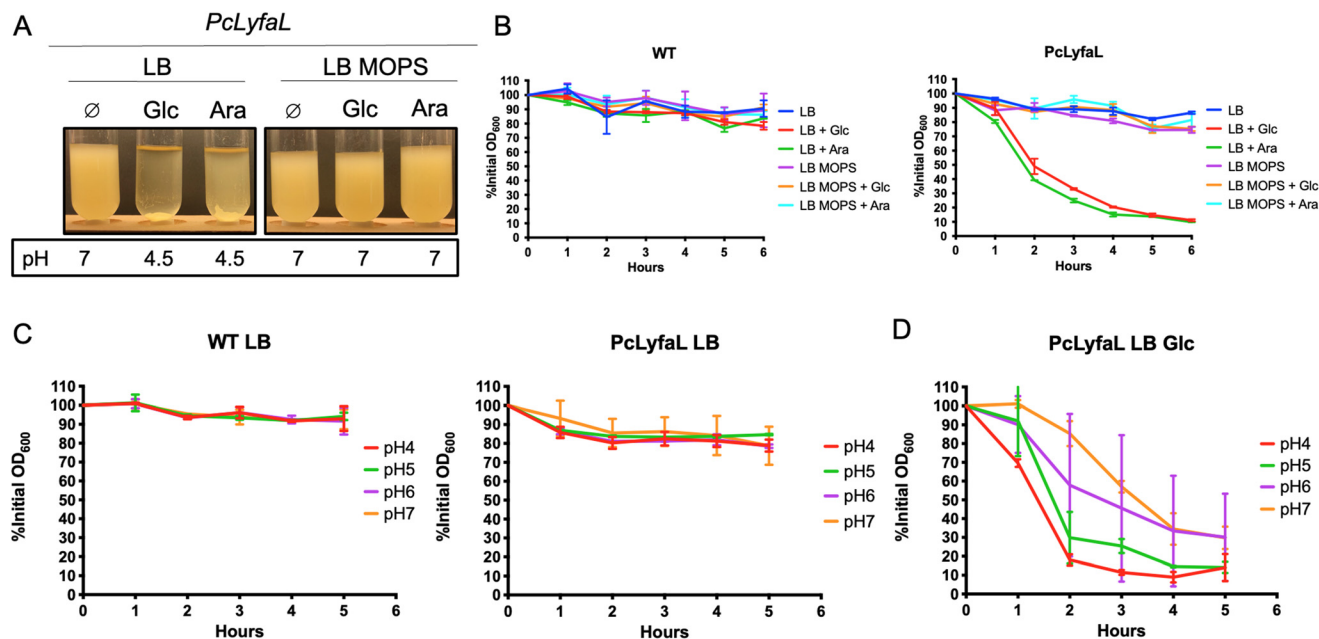 A
PcLyfaL
LB LB MOPS
∅ Glc Ara ∅ Glc Ara
pH 7 4.5 4.5 7 7 7
B
WT
%Initial OD600
110
100
90
80
70
60
50
40
30
20
10
0
0 1 2 3 4 5 6
Hours
LB
LB + Glc
LB + Ara
LB MOPS
LB MOPS + Glc
LB MOPS + Ara
PcLyfaL
%Initial OD600
110
100
90
80
70
60
50
40
30
20
10
0
0 1 2 3 4 5 6
Hours
LB
LB + Glc
LB + Ara
LB MOPS
LB MOPS + Glc
LB MOPS + Ara
C
WT LB
%Initial OD600
110
100
90
80
70
60
50
40
30
20
10
0
0 1 2 3 4 5 6
Hours
pH4
pH5
pH6
pH7
PcLyfaL LB
%Initial OD600
110
100
90
80
70
60
50
40
30
20
10
0
0 1 2 3 4 5 6
Hours
pH4
pH5
pH6
pH7
D
PcLyfaL LB Glc
%Initial OD600
110
100
90
80
70
60
50
40
30
20
10
0
0 1 2 3 4 5 6
Hours
pH4
pH5
pH6
pH7